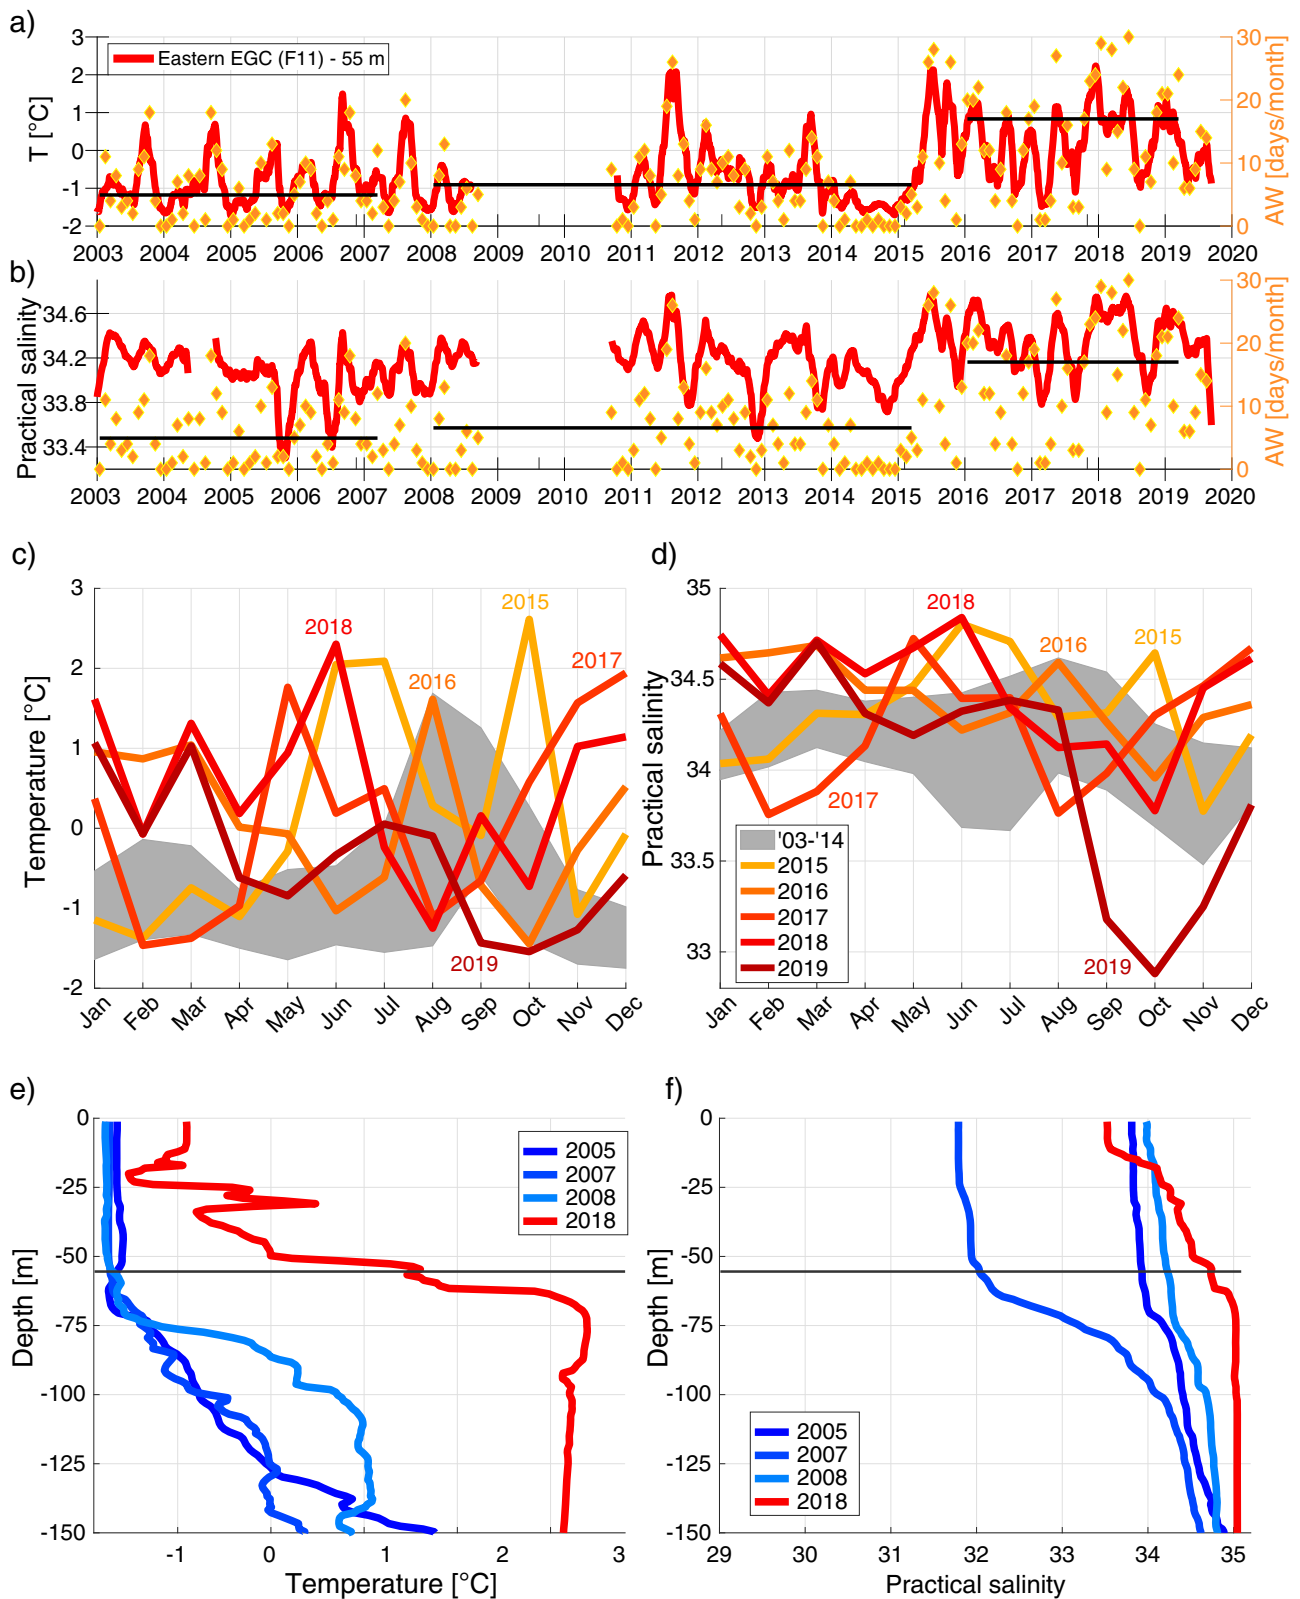 a)
T [°C]
3
2
1
0
-1
-2
Eastern EGC (F11) - 55 m
30
20
10
0
AW [days/month]
2003 2004 2005 2006 2007 2008 2009 2010 2011 2012 2013 2014 2015 2016 2017 2018 2019 2020
b)
Practical salinity
34.6
34.2
33.8
33.4
30
20
10
0
AW [days/month]
2003 2004 2005 2006 2007 2008 2009 2010 2011 2012 2013 2014 2015 2016 2017 2018 2019 2020
c)
Temperature [°C]
3
2
1
0
-1
-2
2018
2015
2016
2017
2019
Jan Feb Mar Apr May Jun Jul Aug Sep Oct Nov Dec
d)
Practical salinity
35
34.5
34
33.5
33
2018
2016
2015
2017
2019
'03-'14
2015
2016
2017
2018
2019
Jan Feb Mar Apr May Jun Jul Aug Sep Oct Nov Dec
e)
Depth [m]
0
-25
-50
-75
-100
-125
-150
2005
2007
2008
2018
-1 0 1 2 3
Temperature [°C]
f)
Depth [m]
0
-25
-50
-75
-100
-125
-150
2005
2007
2008
2018
29 30 31 32 33 34 35
Practical salinity